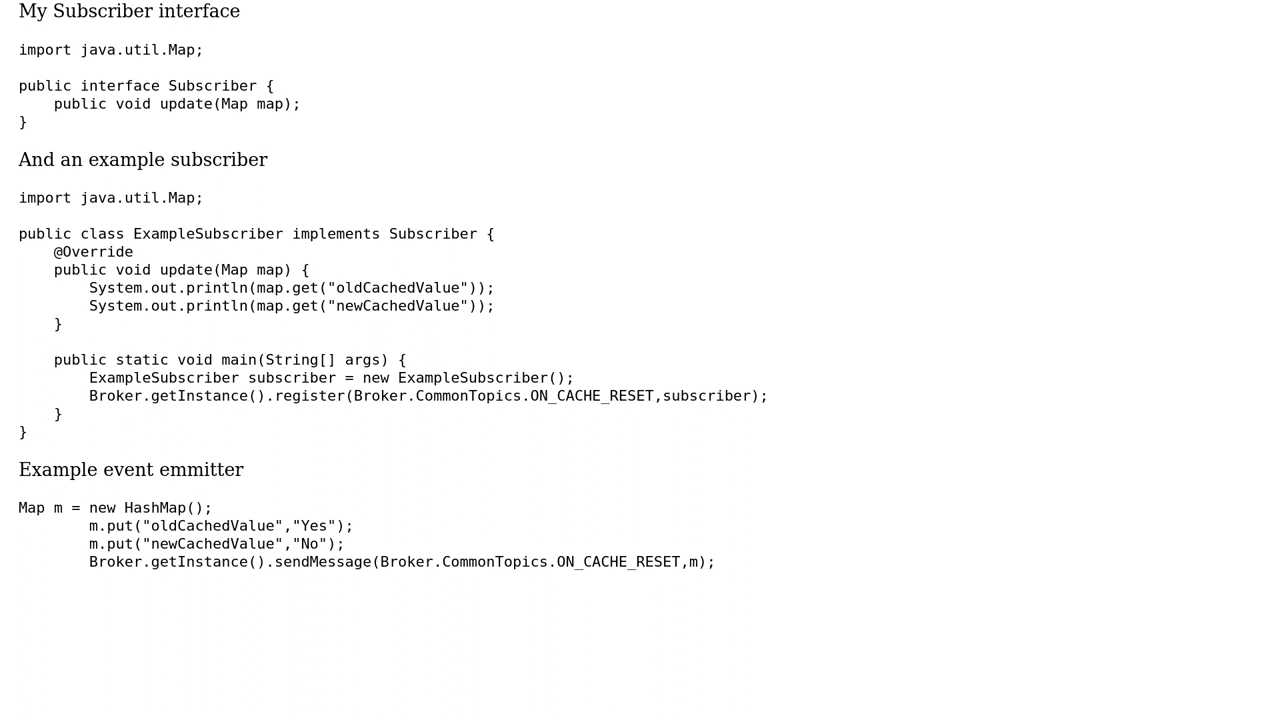 My Subscriber interface
import java.util.Map;
public interface Subscriber {
    public void update(Map map);
}
And an example subscriber
import java.util.Map;
public class ExampleSubscriber implements Subscriber {
    @Override
    public void update(Map map) {
        System.out.println(map.get("oldCachedValue"));
        System.out.println(map.get("newCachedValue"));
    }
    public static void main(String[] args) {
        ExampleSubscriber subscriber = new ExampleSubscriber();
        Broker.getInstance().register(Broker.CommonTopics.ON_CACHE_RESET,subscriber);
    }
}
Example event emmitter
Map m = new HashMap();
        m.put("oldCachedValue","Yes");
        m.put("newCachedValue","No");
        Broker.getInstance().sendMessage(Broker.CommonTopics.ON_CACHE_RESET,m);